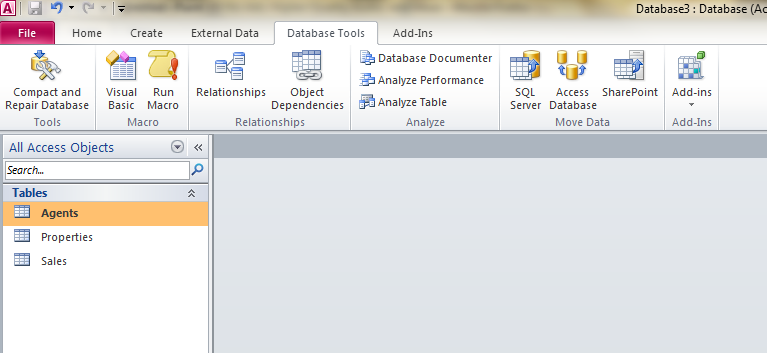 A Database3 : Database (Ac
File Home Create External Data Database Tools Add-Ins
Compact and Repair Database
Visual Basic
Run Macro
Relationships
Object Dependencies
Database Documenter
Analyze Performance
Analyze Table
SQL Server
Access Database
SharePoint
Add-ins
Tools Macro Relationships Analyze Move Data Add-Ins
All Access Objects
Search...
Tables
Agents
Properties
Sales